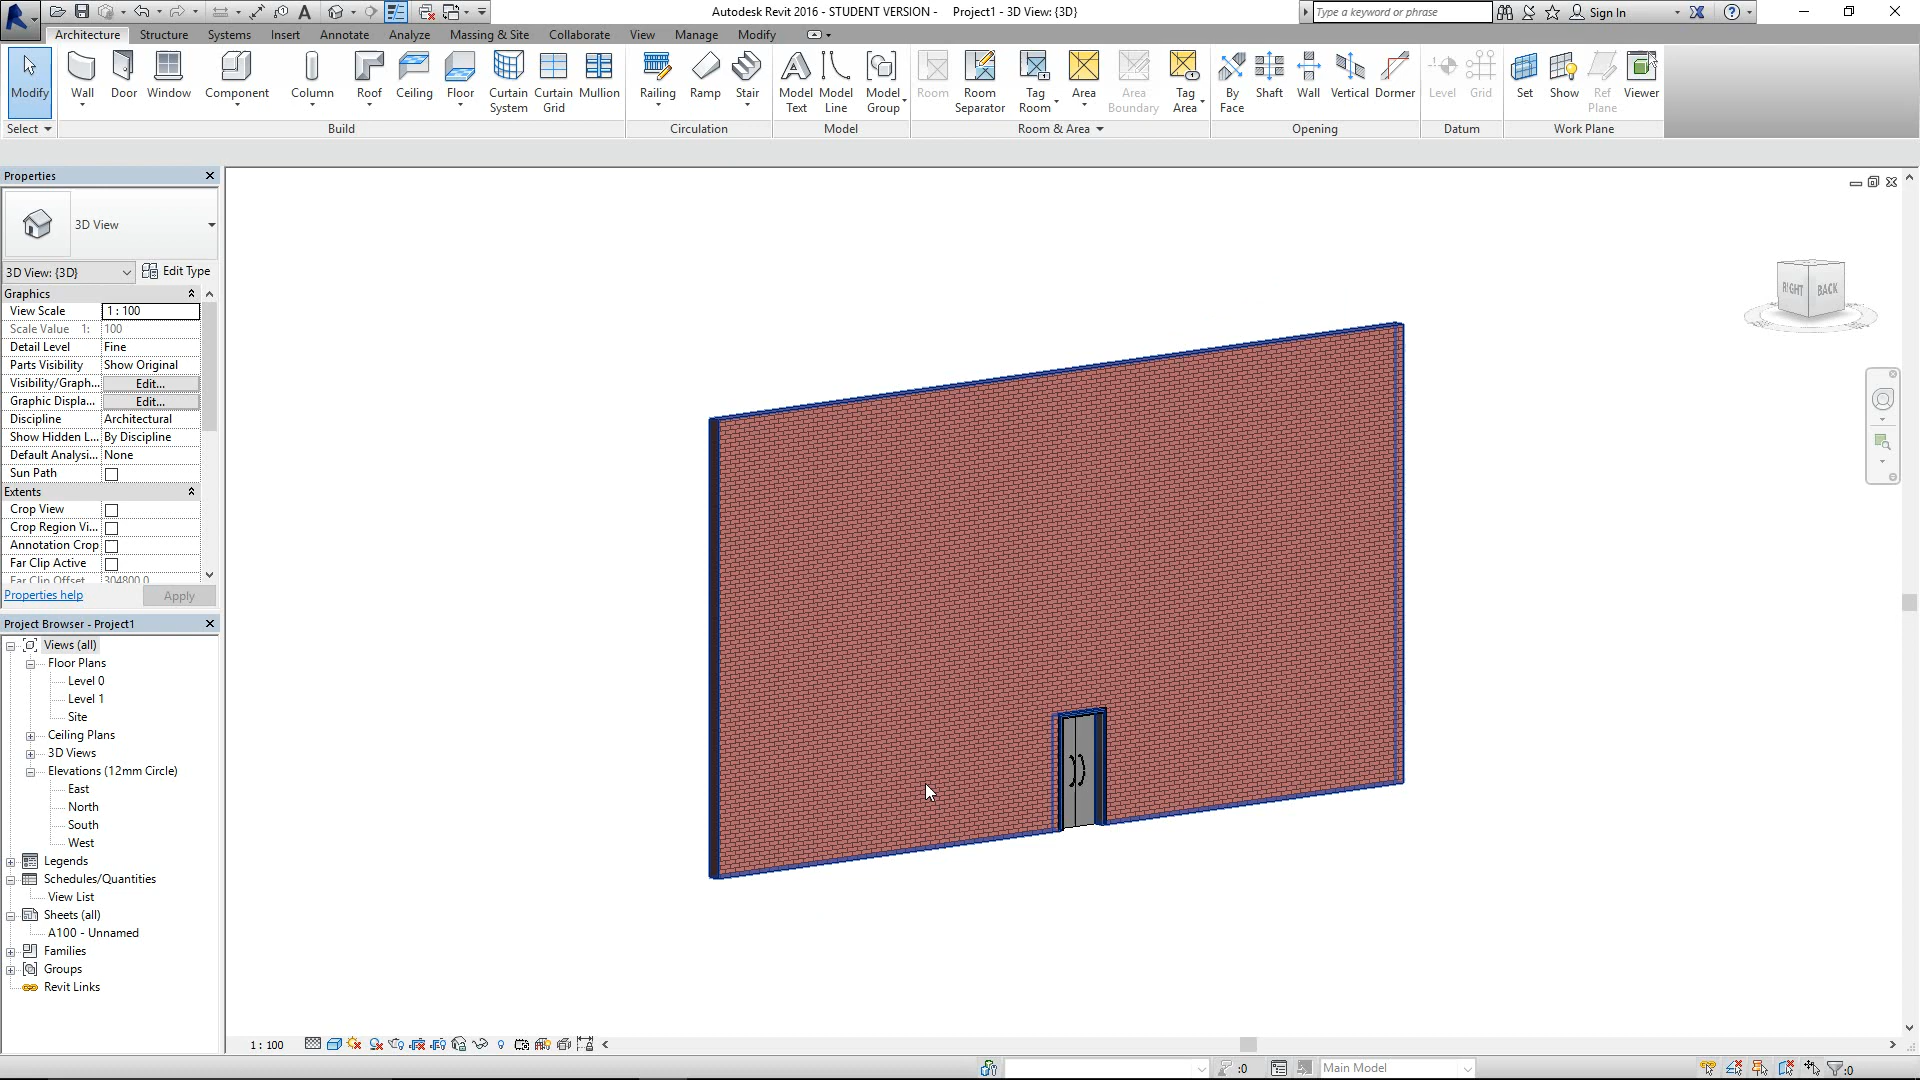 Autodesk Revit 2016 - STUDENT VERSION - Project1 - 3D View: {3D}
Type a keyword or phrase
Sign In
Architecture Structure Systems Insert Annotate Analyze Massing & Site Collaborate View Manage Modify
Modify Wall Door Window Component Column Roof Ceiling Floor Curtain System Curtain Grid Mullion Railing Ramp Stair Model Text Model Line Model Group Room Room Separator Tag Room Area Area Boundary Tag Area By Face Shaft Wall Vertical Dormer Level Grid Set Show Ref Plane Viewer
Select Build Circulation Model Room & Area Opening Datum Work Plane
Properties
3D View
3D View: {3D} Edit Type
Graphics
View Scale 1 : 100
Scale Value 1: 100
Detail Level Fine
Parts Visibility Show Original
Visibility/Graph... Edit...
Graphic Displa... Edit...
Discipline Architectural
Show Hidden L... By Discipline
Default Analysi... None
Sun Path
Extents
Crop View
Crop Region Vi...
Annotation Crop
Far Clip Active
Far Clip Offset 304800.0
Properties help Apply
Project Browser - Project1
Views (all)
Floor Plans
Level 0
Level 1
Site
Ceiling Plans
3D Views
Elevations (12mm Circle)
East
North
South
West
Legends
Schedules/Quantities
View List
Sheets (all)
A100 - Unnamed
Families
Groups
Revit Links
RIGHT BACK
1 : 100
:0
Main Model
:0